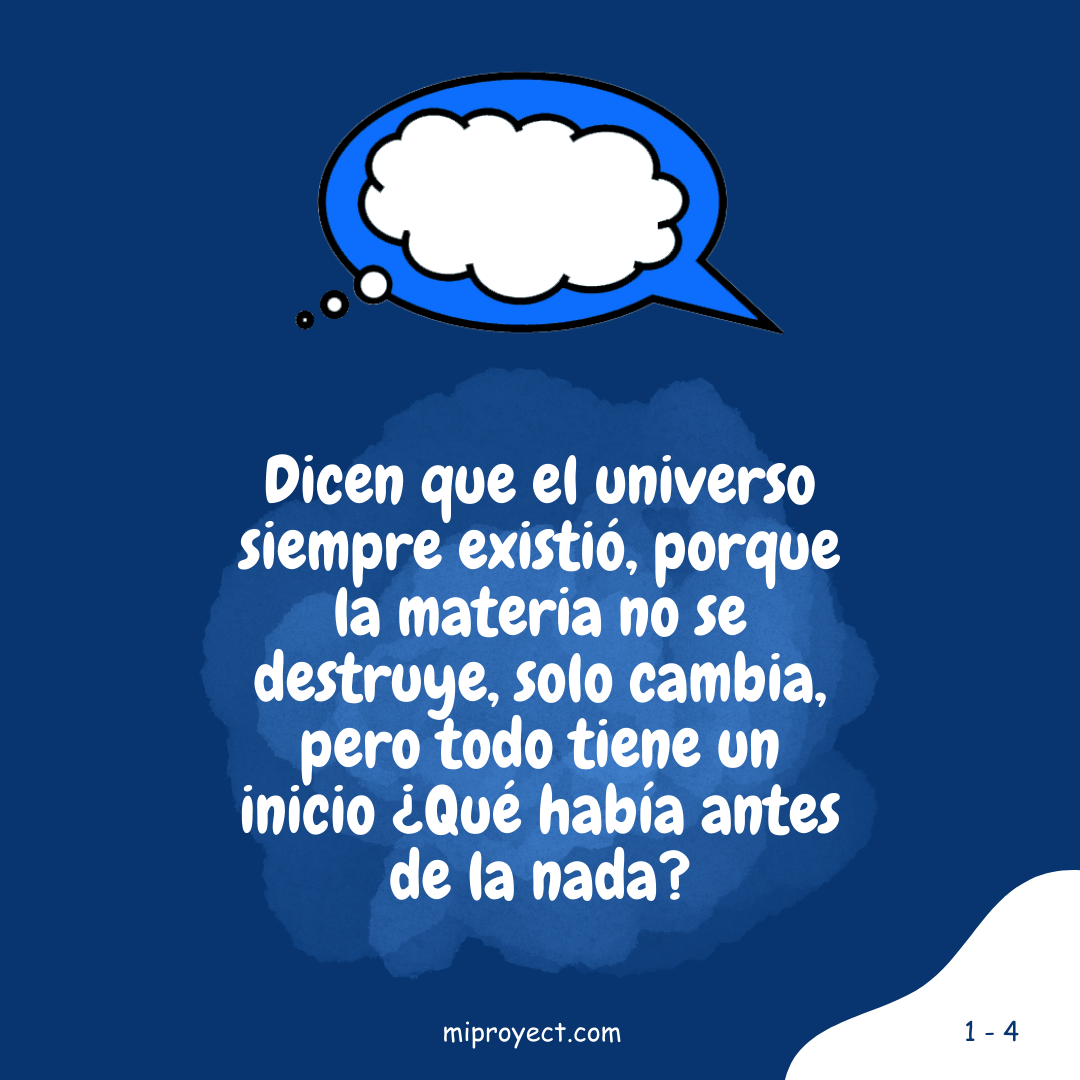 Dicen que el universo
siempre existió, porque
la materia no se
destruye, solo cambia,
pero todo tiene un
inicio ¿Qué había antes
de la nada?
miproyect.com
1 - 4